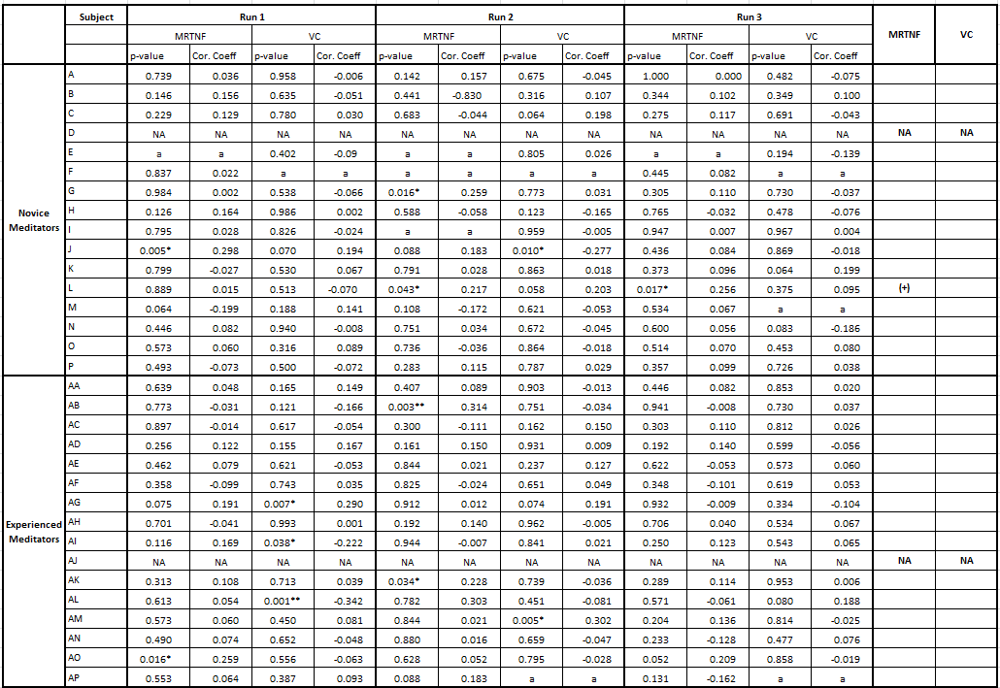 Subject Run 1 Run 2 Run 3 MRTNF VC
MRTNF VC MRTNF VC MRTNF VC
p-value Cor. Coeff p-value Cor. Coeff p-value Cor. Coeff p-value Cor. Coeff p-value Cor. Coeff p-value Cor. Coeff
Novice Meditators
A 0.739 0.036 0.958 -0.006 0.142 0.157 0.675 -0.045 1.000 0.000 0.482 -0.075
B 0.146 0.156 0.635 -0.051 0.441 -0.830 0.316 0.107 0.344 0.102 0.349 0.100
C 0.229 0.129 0.780 0.030 0.683 -0.044 0.064 0.198 0.275 0.117 0.691 -0.043
D NA NA NA NA NA NA NA NA NA NA NA NA NA NA
E a a 0.402 -0.09 a a 0.805 0.026 a a 0.194 -0.139
F 0.837 0.022 a a a a a a 0.445 0.082 a a
G 0.984 0.002 0.538 -0.066 0.016* 0.259 0.773 0.031 0.305 0.110 0.730 -0.037
H 0.126 0.164 0.986 0.002 0.588 -0.058 0.123 -0.165 0.765 -0.032 0.478 -0.076
I 0.795 0.028 0.826 -0.024 a a 0.959 -0.005 0.947 0.007 0.967 0.004
J 0.005* 0.298 0.070 0.194 0.088 0.183 0.010* -0.277 0.436 0.084 0.869 -0.018
K 0.799 -0.027 0.530 0.067 0.791 0.028 0.863 0.018 0.373 0.096 0.064 0.199
L 0.889 0.015 0.513 -0.070 0.043* 0.217 0.058 0.203 0.017* 0.256 0.375 0.095 (+)
M 0.064 -0.199 0.188 0.141 0.108 -0.172 0.621 -0.053 0.534 0.067 a a
N 0.446 0.082 0.940 -0.008 0.751 0.034 0.672 -0.045 0.600 0.056 0.083 -0.186
O 0.573 0.060 0.316 0.089 0.736 -0.036 0.864 -0.018 0.514 0.070 0.453 0.080
P 0.493 -0.073 0.500 -0.072 0.283 0.115 0.787 0.029 0.357 0.099 0.726 0.038
Experienced Meditators
AA 0.639 0.048 0.165 0.149 0.407 0.089 0.903 -0.013 0.446 0.082 0.853 0.020
AB 0.773 -0.031 0.121 -0.166 0.003** 0.314 0.751 -0.034 0.941 -0.008 0.730 0.037
AC 0.897 -0.014 0.617 -0.054 0.300 -0.111 0.162 0.150 0.303 0.110 0.812 0.026
AD 0.256 0.122 0.155 0.167 0.161 0.150 0.931 0.009 0.192 0.140 0.599 -0.056
AE 0.462 0.079 0.621 -0.053 0.844 0.021 0.237 0.127 0.622 -0.053 0.573 0.060
AF 0.358 -0.099 0.743 0.035 0.825 -0.024 0.651 0.049 0.348 -0.101 0.619 0.053
AG 0.075 0.191 0.007* 0.290 0.912 0.012 0.074 0.191 0.932 -0.009 0.334 -0.104
AH 0.701 -0.041 0.993 0.001 0.192 0.140 0.962 -0.005 0.706 0.040 0.534 0.067
AI 0.116 0.169 0.038* -0.222 0.944 -0.007 0.841 0.021 0.250 0.123 0.543 0.065
AJ NA NA NA NA NA NA NA NA NA NA NA NA NA NA
AK 0.313 0.108 0.713 0.039 0.034* 0.228 0.739 -0.036 0.289 0.114 0.953 0.006
AL 0.613 0.054 0.001** -0.342 0.782 0.303 0.451 -0.081 0.571 -0.061 0.080 0.188
AM 0.573 0.060 0.450 0.081 0.844 0.021 0.005* 0.302 0.204 0.136 0.814 -0.025
AN 0.490 0.074 0.652 -0.048 0.880 0.016 0.659 -0.047 0.233 -0.128 0.477 0.076
AO 0.016* 0.259 0.556 -0.063 0.628 0.052 0.795 -0.028 0.052 0.209 0.858 -0.019
AP 0.553 0.064 0.387 0.093 0.088 0.183 a a 0.131 -0.162 a a